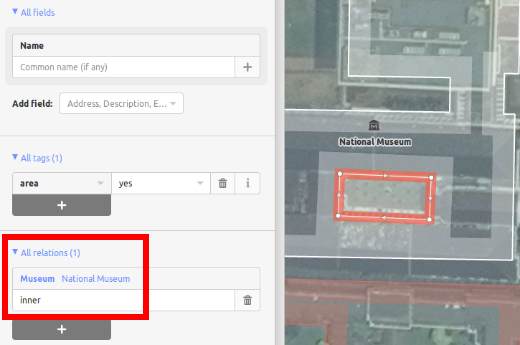 All fields
Name
Common name (if any)
Add field: Address, Description, E...
All tags (1)
area yes
All relations (1)
Museum National Museum
inner
National Museum